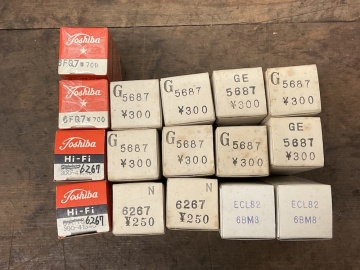 Toshiba
6FQ7 ¥700
Toshiba
6FQ7 ¥700
G 5687
¥300
G 5687
¥300
GE
5687
¥300
G 5687
¥300
Toshiba
Hi-Fi
6267
G 5687
¥300
G 5687
¥300
G 5687
¥300
GE
5687
¥300
Toshiba
Hi-Fi
6267
N
6267
¥250
N
6267
¥250
ECL82
6BM8
ECL82
6BM8